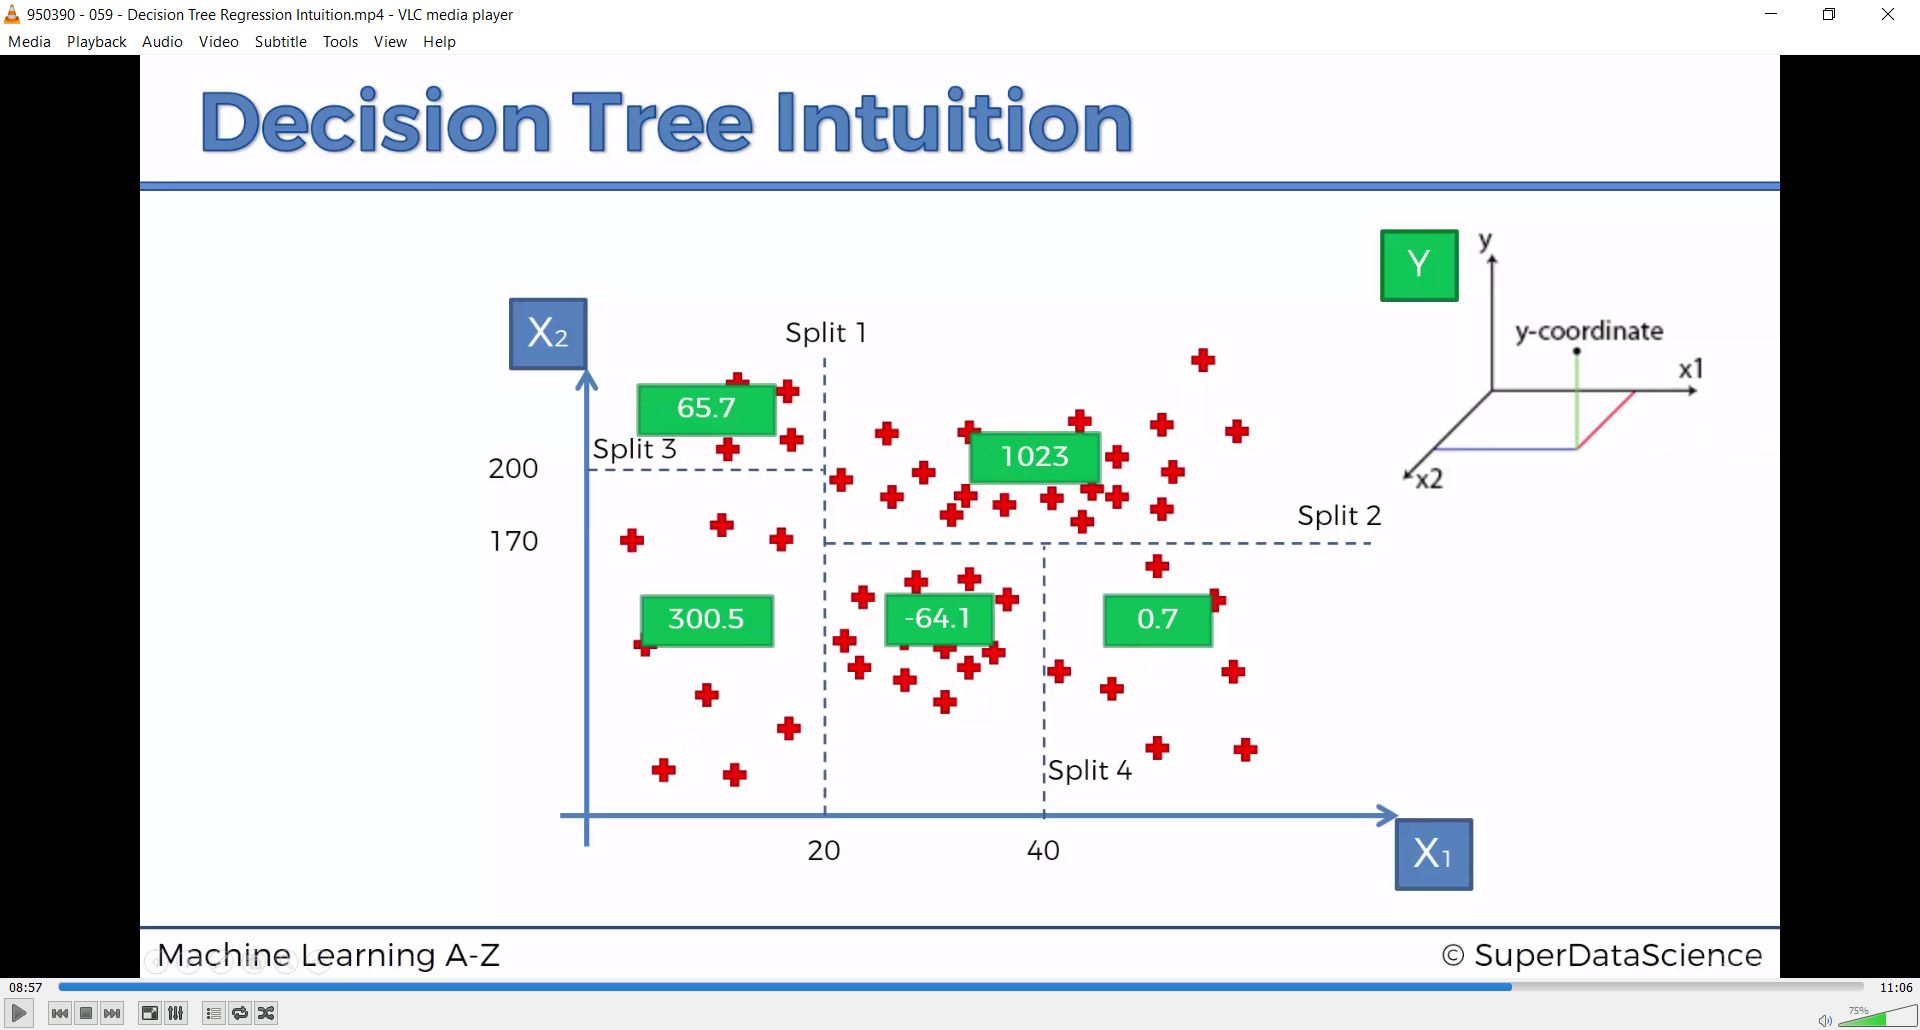 950390 - 059 - Decision Tree Regression Intuition.mp4 - VLC media player
Media Playback Audio Video Subtitle Tools View Help
Decision Tree Intuition
Y
y
y-coordinate
x1
x2
X2
Split 1
65.7
Split 3
200
1023
Split 2
170
300.5
-64.1
0.7
Split 4
20
40
X1
Machine Learning A-Z
© SuperDataScience
08:57
11:06
75%